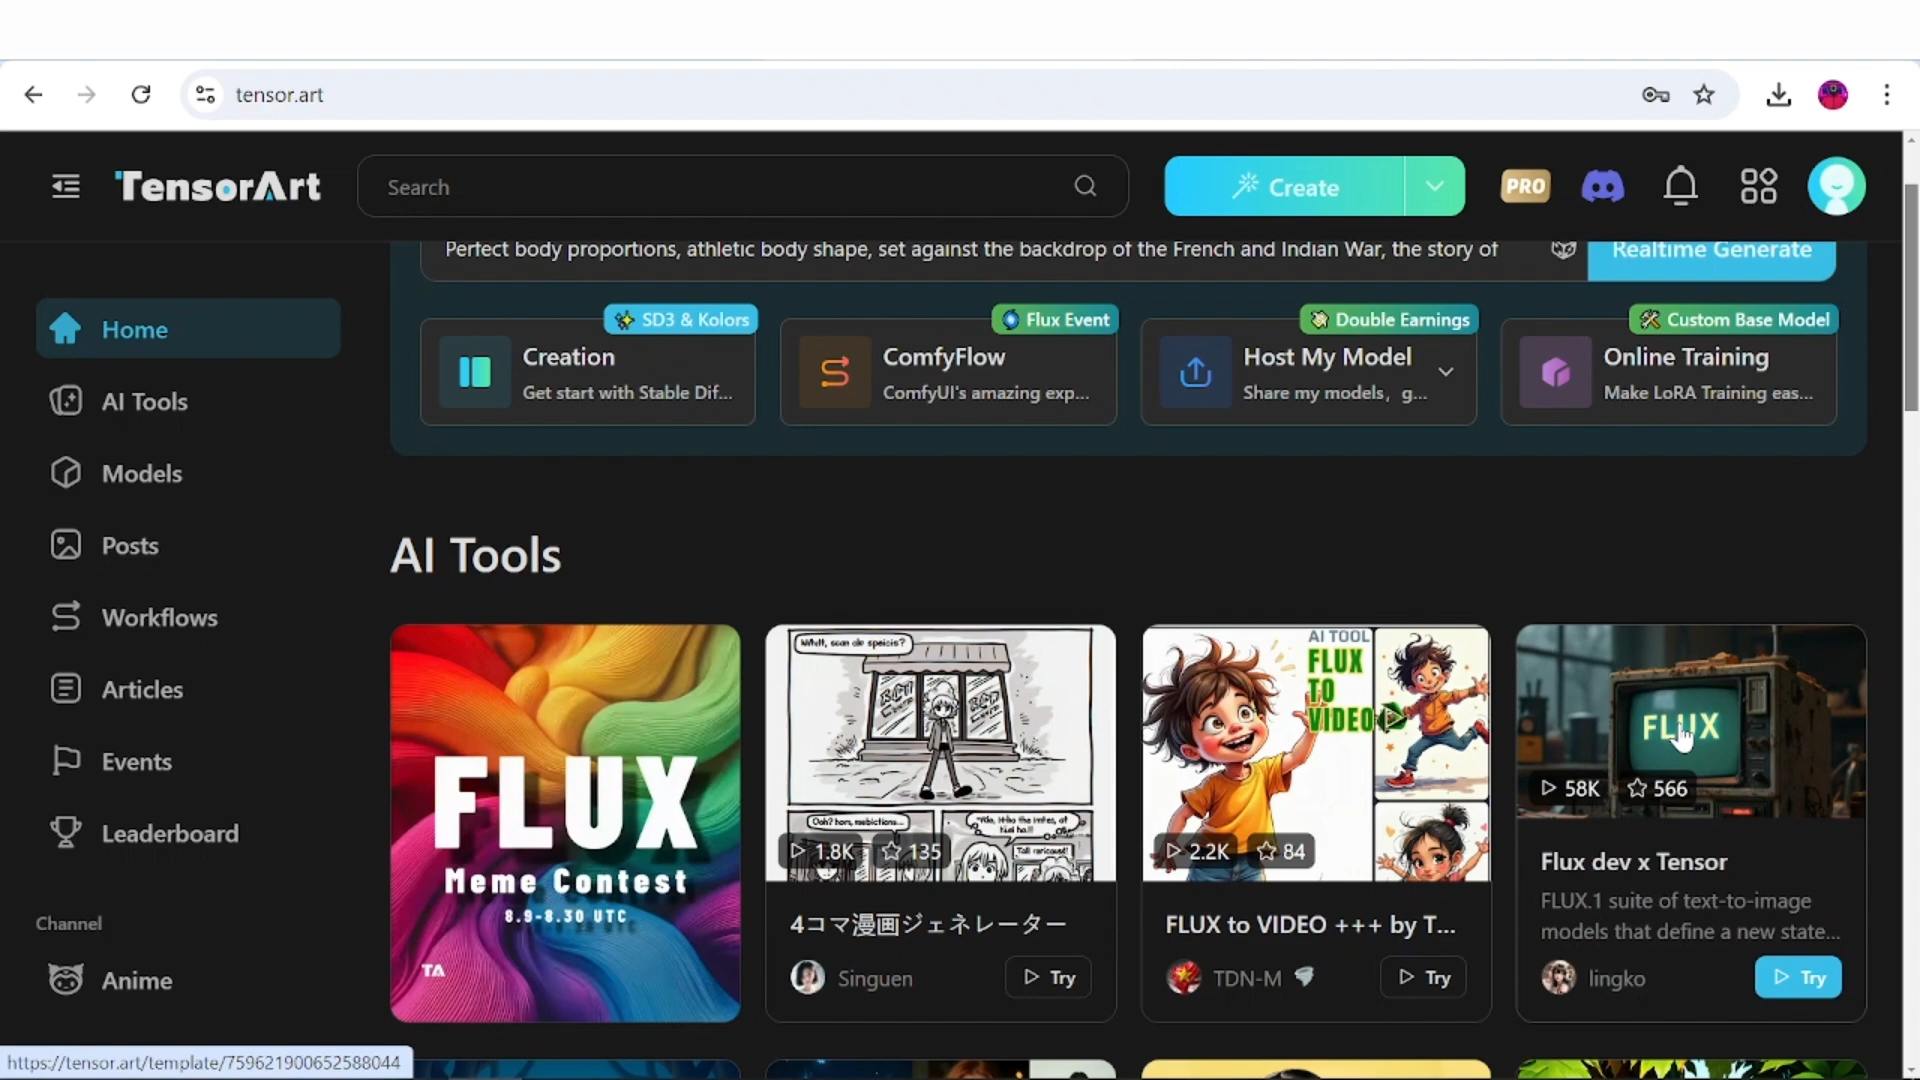 tensor.art
TensorArt
Search
Create
PRO
Perfect body proportions, athletic body shape, set against the backdrop of the French and Indian War, the story of
Realtime Generate
Home
AI Tools
Models
Posts
Workflows
Articles
Events
Leaderboard
Channel
Anime
SD3 & Kolors
Creation
Get start with Stable Dif...
Flux Event
ComfyFlow
ComfyUI's amazing exp...
Double Earnings
Host My Model
Share my models, g...
Custom Base Model
Online Training
Make LoRA Training eas...
AI Tools
FLUX
Meme Contest
8.9-8.30 UTC
TA
1.8K 135
4コマ漫画ジェネレーター
Singuen
Try
AI TOOL
FLUX
TO
VIDEO
2.2K 84
FLUX to VIDEO +++ by T...
TDN-M
Try
FLUX
58K 566
Flux dev x Tensor
FLUX.1 suite of text-to-image
models that define a new state...
lingko
Try
https://tensor.art/template/759621900652588044